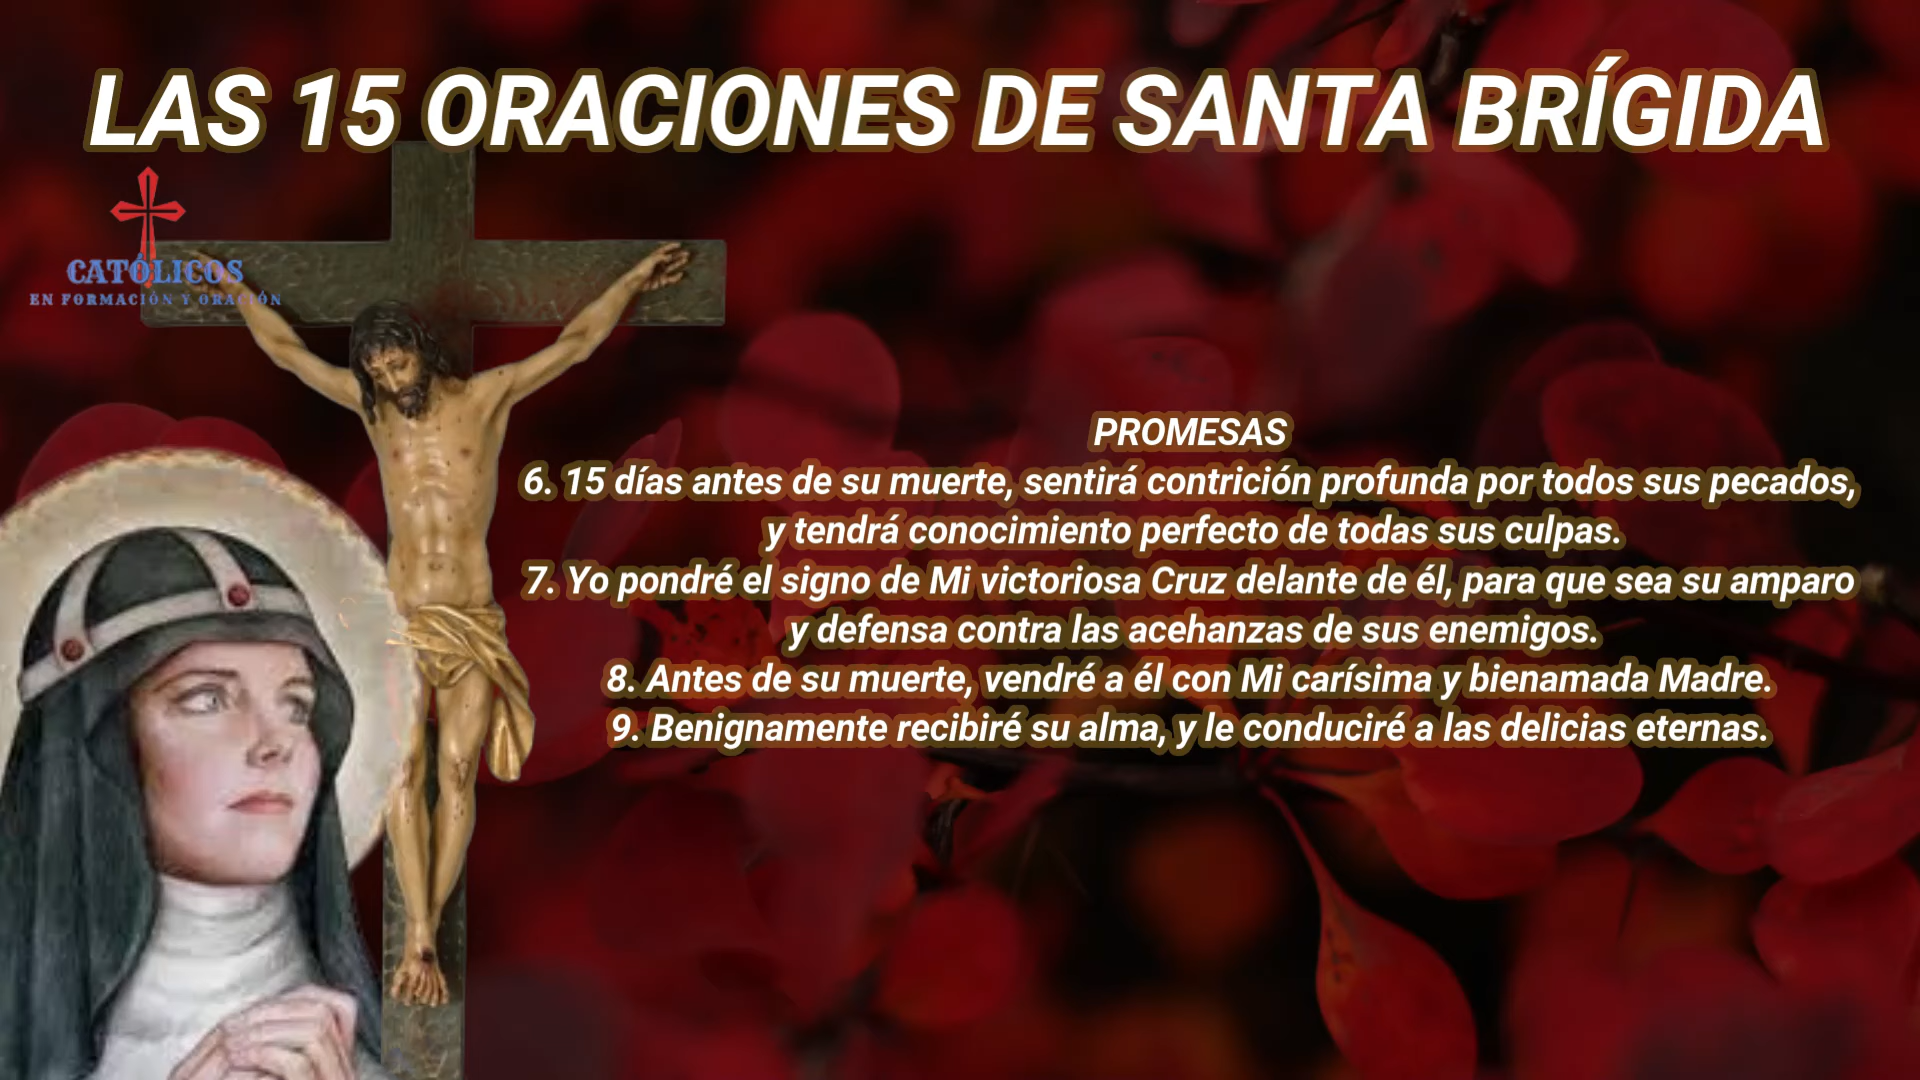 LAS 15 ORACIONES DE SANTA BRÍGIDA
CATÓLICOS
EN FORMACIÓN Y ORACIÓN
PROMESAS
6. 15 días antes de su muerte, sentirá contrición profunda por todos sus pecados,
y tendrá conocimiento perfecto de todas sus culpas.
7. Yo pondré el signo de Mi victoriosa Cruz delante de él, para que sea su amparo
y defensa contra las acehanzas de sus enemigos.
8. Antes de su muerte, vendré a él con Mi carísima y bienamada Madre.
9. Benignamente recibiré su alma, y le conduciré a las delicias eternas.